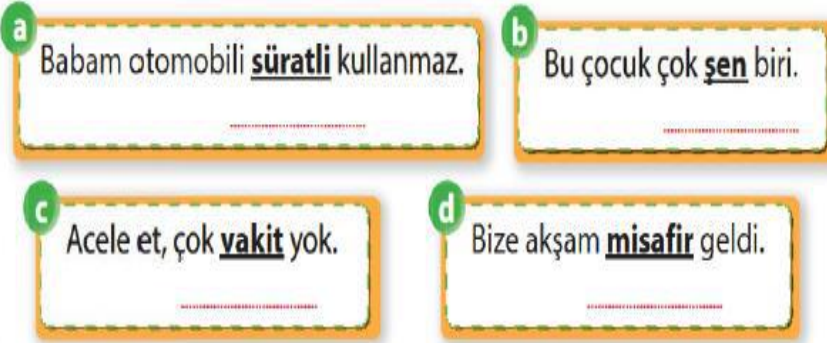 a
Babam otomobili süratli kullanmaz.
b
Bu çocuk çok şen biri.
c
Acele et, çok vakit yok.
d
Bize akşam misafir geldi.